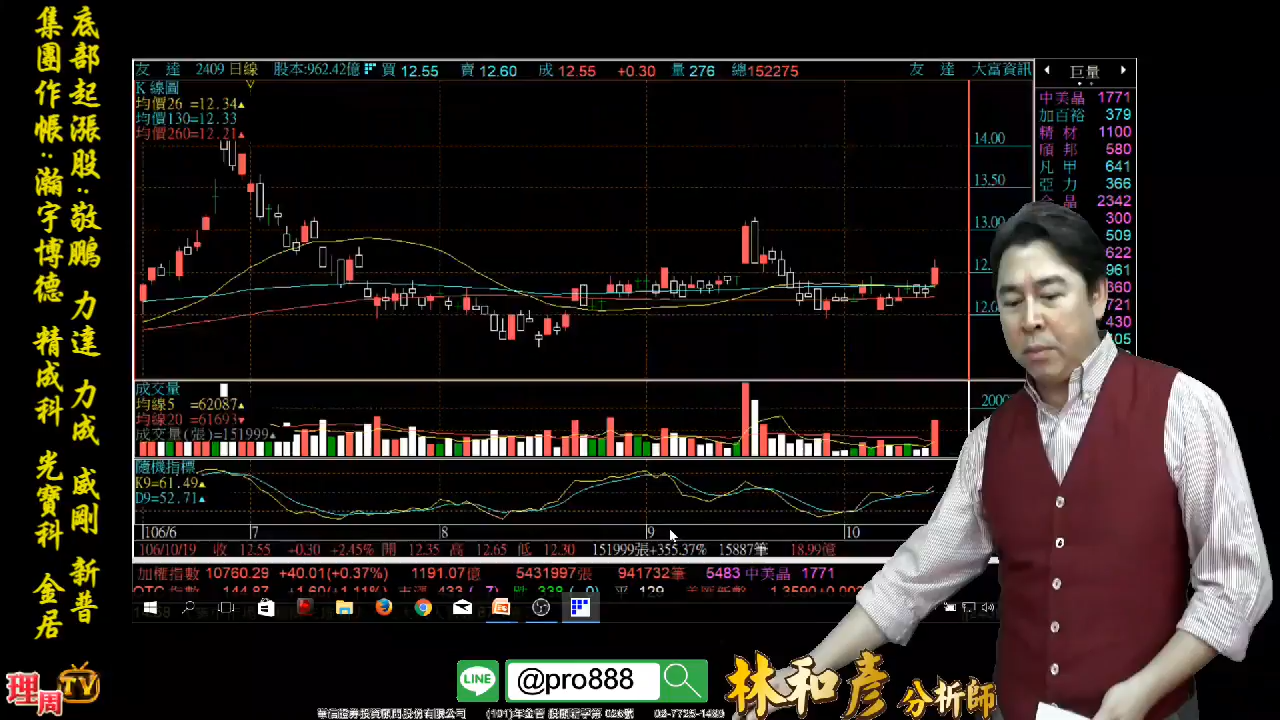 底部起漲股:敬鵬 力達 力成 威剛 新普
集團作帳:瀚宇博德 精成科 光寶科 金居
友 達 2409 日線 股本:962.42億 買 12.55 賣 12.60 成 12.55 +0.30 量 276 總152275 友 達 大富資訊
K 線圖
均價26 =12.34
均價130=12.33
均價260=12.21
14.00
13.50
13.00
成交量
均線5 =62087
均線20 =61693
成交量(張)=151999
隨機指標
K9=61.49
D9=52.71
106/6 7 8 9 10
106/10/19 收 12.55 +0.30 +2.45% 開 12.35 高 12.65 低 12.30 151999張+355.37% 15887筆 18.99億
加權指數 10760.29 +40.01(+0.37%) 1191.07億 5431997張 941732筆 5483 中美晶 1771
巨量
中美晶 1771
加百裕 379
精 材 1100
頎 邦 580
凡 甲 641
亞 力 366
2342
300
509
622
961
360
721
430
理周TV
LINE @pro888
林和彥 分析師